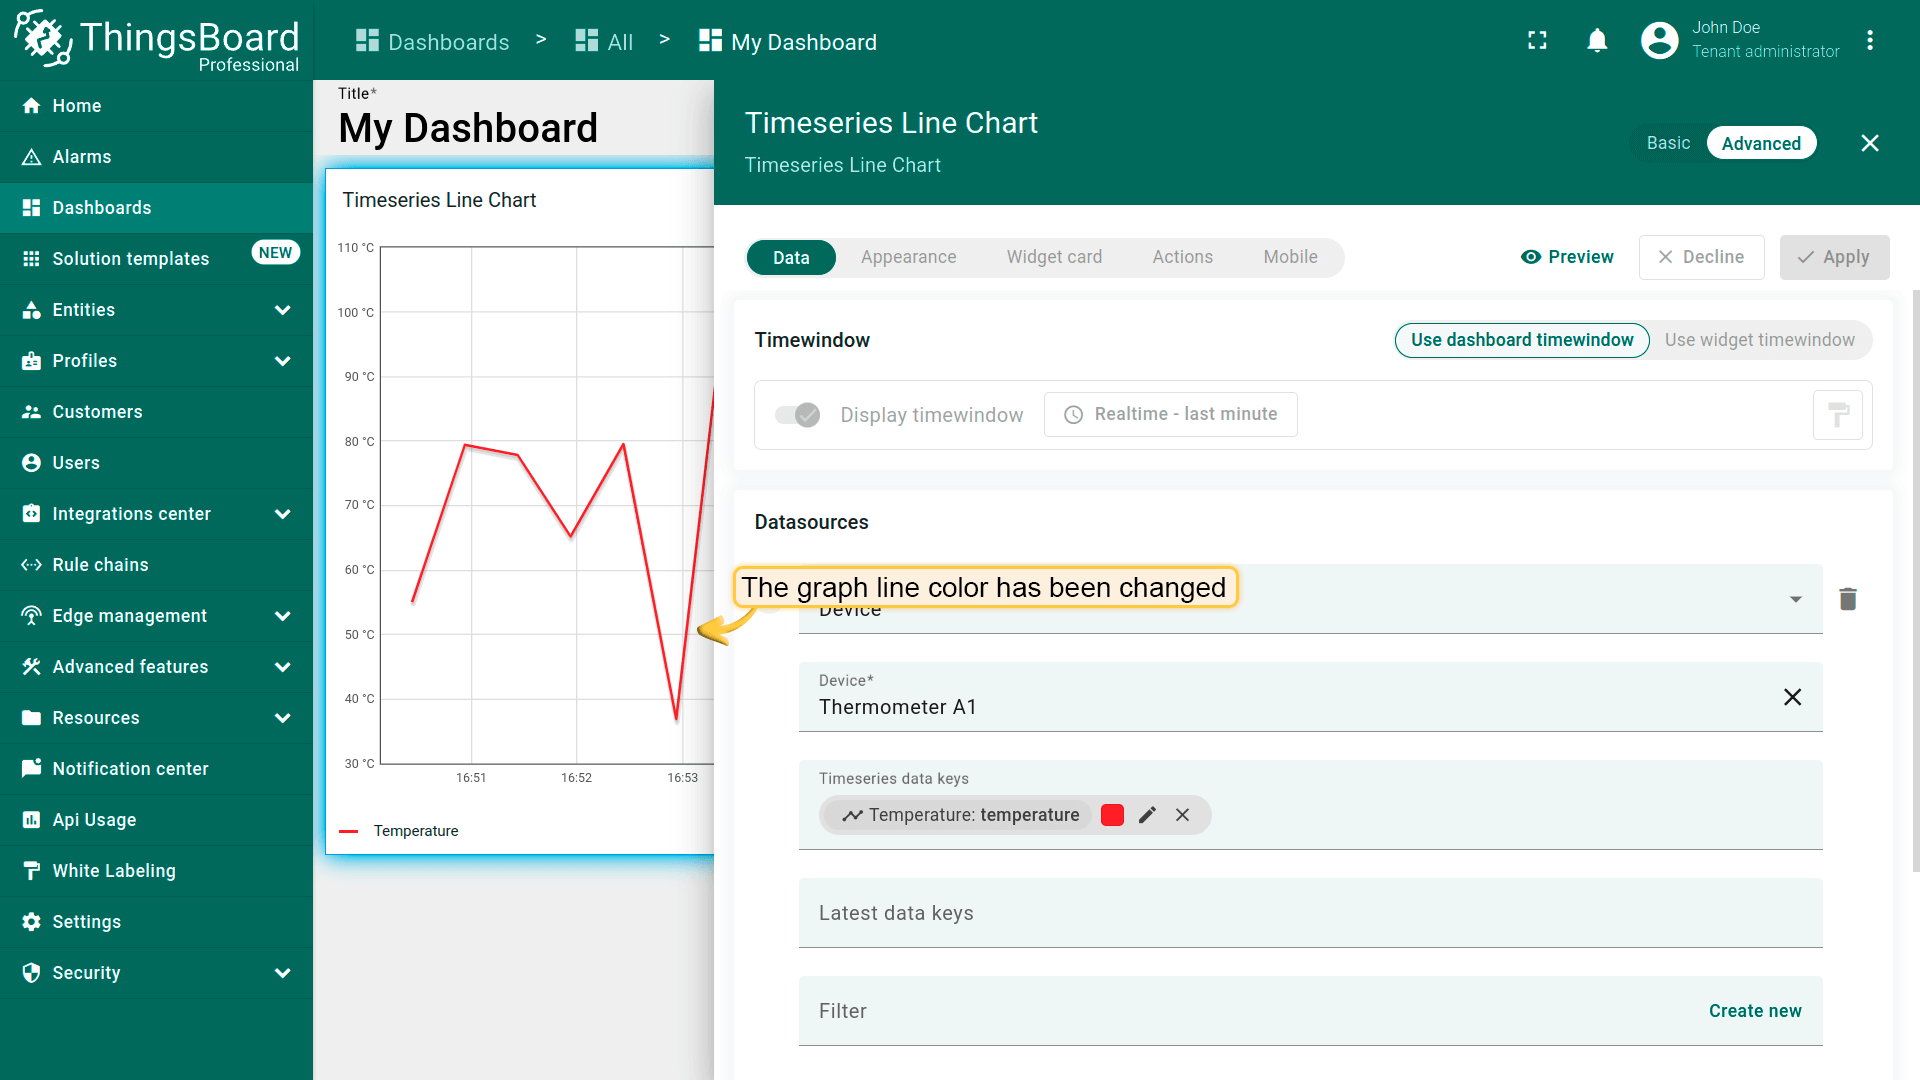 ThingsBoard
Professional
Dashboards > All > My Dashboard
John Doe
Tenant administrator
Home
Alarms
Dashboards
Solution templates NEW
Entities
Profiles
Customers
Users
Integrations center
Rule chains
Edge management
Advanced features
Resources
Notification center
Api Usage
White Labeling
Settings
Security
Title*
My Dashboard
Timeseries Line Chart
110 °C
100 °C
90 °C
80 °C
70 °C
60 °C
50 °C
40 °C
30 °C
16:51 16:52 16:53
Temperature
Timeseries Line Chart
Timeseries Line Chart
Basic Advanced
Data Appearance Widget card Actions Mobile
Preview Decline Apply
Timewindow
Use dashboard timewindow Use widget timewindow
Display timewindow Realtime - last minute
Datasources
The graph line color has been changed
Device
Device*
Thermometer A1
Timeseries data keys
Temperature: temperature
Latest data keys
Filter Create new